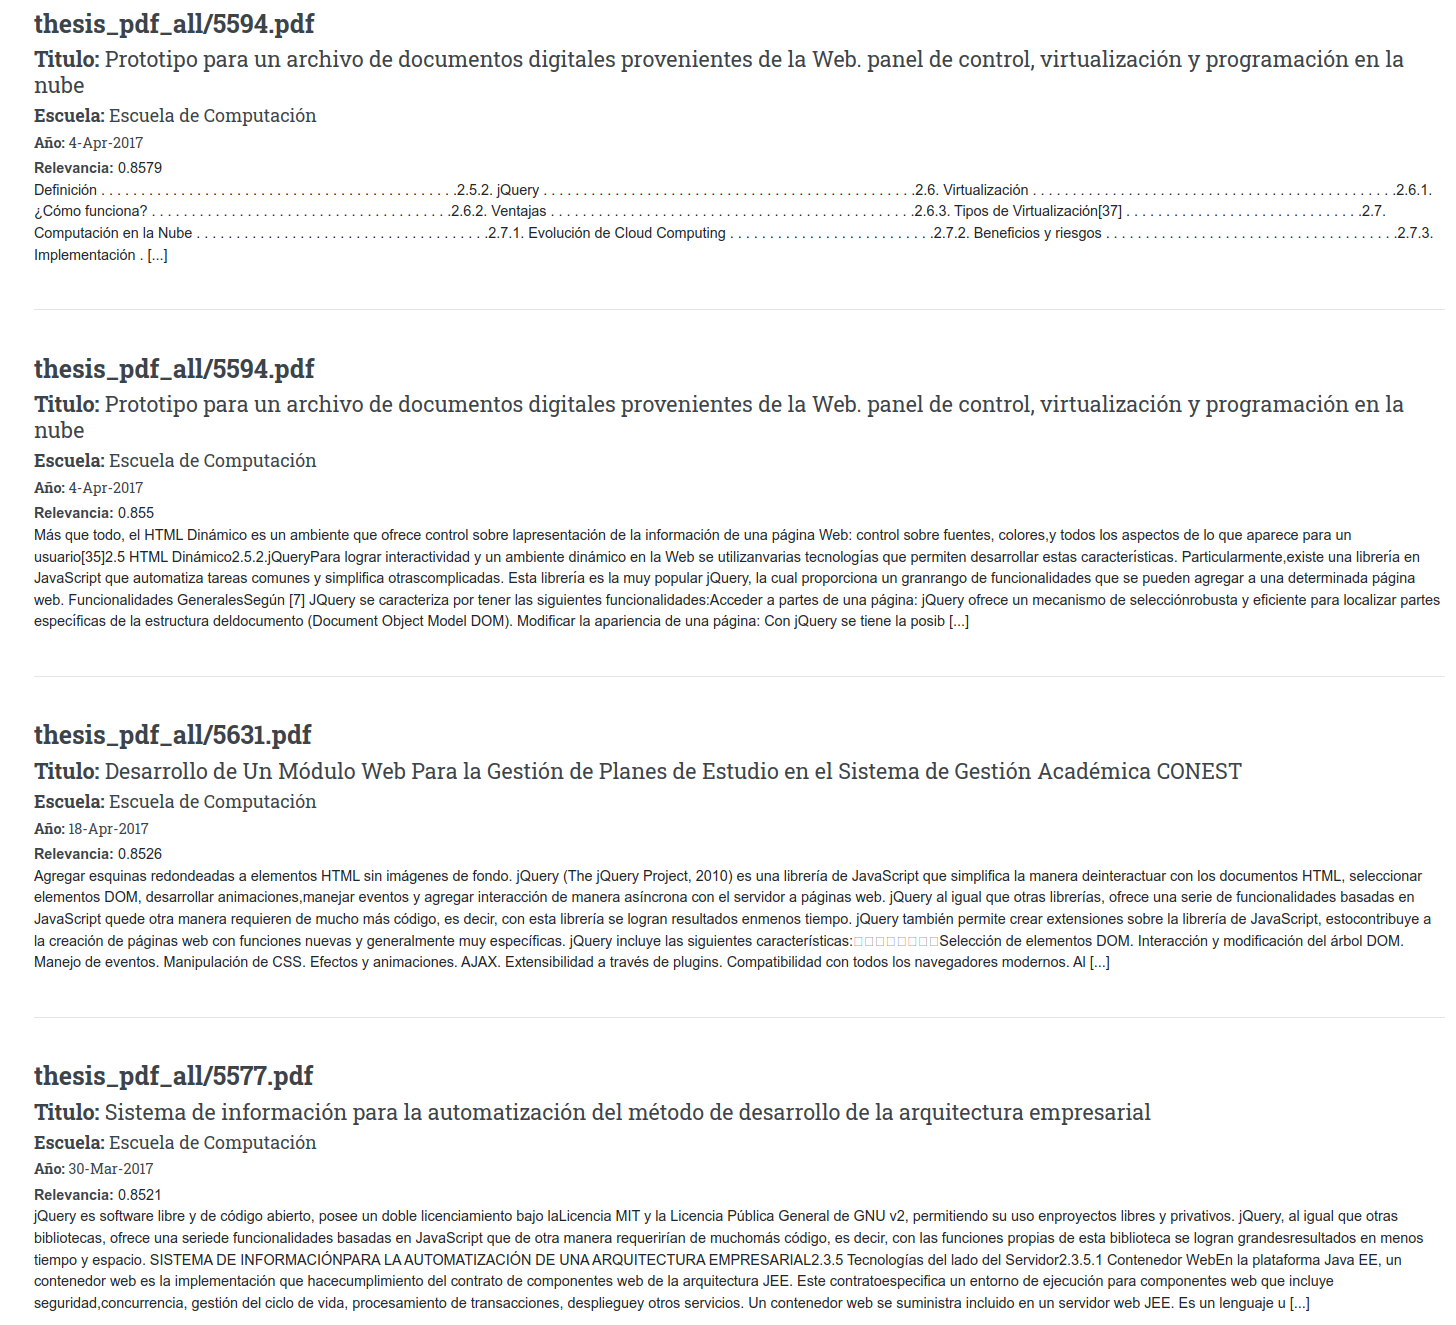 thesis_pdf_all/5594.pdf
Titulo: Prototipo para un archivo de documentos digitales provenientes de la Web. panel de control, virtualización y programación en la
nube
Escuela: Escuela de Computación
Año: 4-Apr-2017
Relevancia: 0.8579
Definición . . . . . . . . . . . . . . . . . . . . . . . . . . . . . . . . . . . . . . . . . . . .2.5.2. jQuery . . . . . . . . . . . . . . . . . . . . . . . . . . . . . . . . . . . . . . . . . . . . . .2.6. Virtualización . . . . . . . . . . . . . . . . . . . . . . . . . . . . . . . . . . . . . . . . . . . . .2.6.1.
¿Cómo funciona? . . . . . . . . . . . . . . . . . . . . . . . . . . . . . . . . . . . . .2.6.2. Ventajas . . . . . . . . . . . . . . . . . . . . . . . . . . . . . . . . . . . . . . . . . . . . .2.6.3. Tipos de Virtualización[37] . . . . . . . . . . . . . . . . . . . . . . . . . . . . .2.7.
Computación en la Nube . . . . . . . . . . . . . . . . . . . . . . . . . . . . . . . . . . . .2.7.1. Evolución de Cloud Computing . . . . . . . . . . . . . . . . . . . . . . . . .2.7.2. Beneficios y riesgos . . . . . . . . . . . . . . . . . . . . . . . . . . . . . . . . . . . .2.7.3.
Implementación . [...]
thesis_pdf_all/5594.pdf
Titulo: Prototipo para un archivo de documentos digitales provenientes de la Web. panel de control, virtualización y programación en la
nube
Escuela: Escuela de Computación
Año: 4-Apr-2017
Relevancia: 0.855
Más que todo, el HTML Dinámico es un ambiente que ofrece control sobre lapresentación de la información de una página Web: control sobre fuentes, colores,y todos los aspectos de lo que aparece para un
usuario[35]2.5 HTML Dinámico2.5.2.jQueryPara lograr interactividad y un ambiente dinámico en la Web se utilizanvarias tecnologías que permiten desarrollar estas características. Particularmente,existe una librería en
JavaScript que automatiza tareas comunes y simplifica otrascomplicadas. Esta librería es la muy popular jQuery, la cual proporciona un granrango de funcionalidades que se pueden agregar a una determinada página
web. Funcionalidades GeneralesSegún [7] JQuery se caracteriza por tener las siguientes funcionalidades:Acceder a partes de una página: jQuery ofrece un mecanismo de selecciónrobusta y eficiente para localizar partes
específicas de la estructura deldocumento (Document Object Model DOM). Modificar la apariencia de una página: Con jQuery se tiene la posib [...]
thesis_pdf_all/5631.pdf
Titulo: Desarrollo de Un Módulo Web Para la Gestión de Planes de Estudio en el Sistema de Gestión Académica CONEST
Escuela: Escuela de Computación
Año: 18-Apr-2017
Relevancia: 0.8526
Agregar esquinas redondeadas a elementos HTML sin imágenes de fondo. jQuery (The jQuery Project, 2010) es una librería de JavaScript que simplifica la manera deinteractuar con los documentos HTML, seleccionar
elementos DOM, desarrollar animaciones,manejar eventos y agregar interacción de manera asíncrona con el servidor a páginas web. jQuery al igual que otras librerías, ofrece una serie de funcionalidades basadas en
JavaScript quede otra manera requieren de mucho más código, es decir, con esta librería se logran resultados enmenos tiempo. jQuery también permite crear extensiones sobre la librería de JavaScript, estocontribuye a
la creación de páginas web con funciones nuevas y generalmente muy específicas. jQuery incluye las siguientes características:Selección de elementos DOM. Interacción y modificación del árbol DOM.
Manejo de eventos. Manipulación de CSS. Efectos y animaciones. AJAX. Extensibilidad a través de plugins. Compatibilidad con todos los navegadores modernos. Al [...]
thesis_pdf_all/5577.pdf
Titulo: Sistema de información para la automatización del método de desarrollo de la arquitectura empresarial
Escuela: Escuela de Computación
Año: 30-Mar-2017
Relevancia: 0.8521
jQuery es software libre y de código abierto, posee un doble licenciamiento bajo laLicencia MIT y la Licencia Pública General de GNU v2, permitiendo su uso enproyectos libres y privativos. jQuery, al igual que otras
bibliotecas, ofrece una seriede funcionalidades basadas en JavaScript que de otra manera requerirían de muchomás código, es decir, con las funciones propias de esta biblioteca se logran grandesresultados en menos
tiempo y espacio. SISTEMA DE INFORMACIÓNPARA LA AUTOMATIZACIÓN DE UNA ARQUITECTURA EMPRESARIAL2.3.5 Tecnologías del lado del Servidor2.3.5.1 Contenedor WebEn la plataforma Java EE, un
contenedor web es la implementación que hacecumplimiento del contrato de componentes web de la arquitectura JEE. Este contratoespecifica un entorno de ejecución para componentes web que incluye
seguridad,concurrencia, gestión del ciclo de vida, procesamiento de transacciones, desplieguey otros servicios. Un contenedor web se suministra incluido en un servidor web JEE. Es un lenguaje u [...]